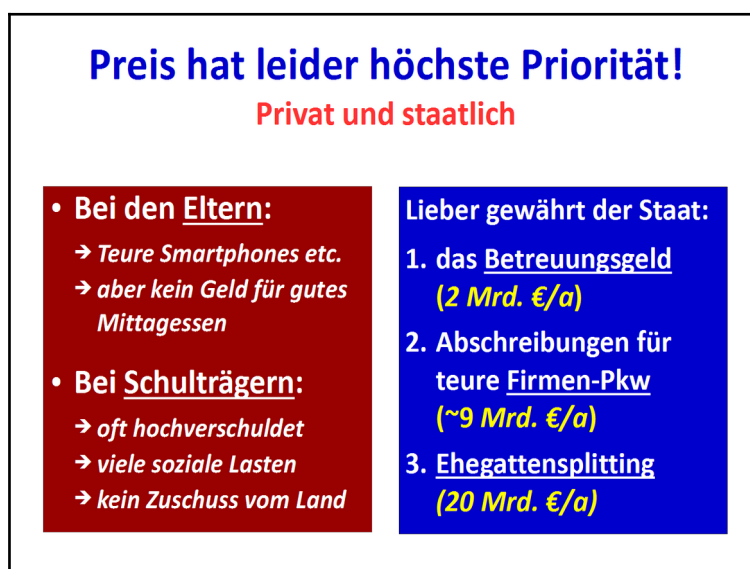 Preis hat leider höchste Priorität!
Privat und staatlich
• Bei den Eltern:
➔ Teure Smartphones etc.
➔ aber kein Geld für gutes
Mittagessen
• Bei Schulträgern:
➔ oft hochverschuldet
➔ viele soziale Lasten
➔ kein Zuschuss vom Land
Lieber gewährt der Staat:
1. das Betreuungsgeld
(2 Mrd. €/a)
2. Abschreibungen für
teure Firmen-Pkw
(~9 Mrd. €/a)
3. Ehegattensplitting
(20 Mrd. €/a)